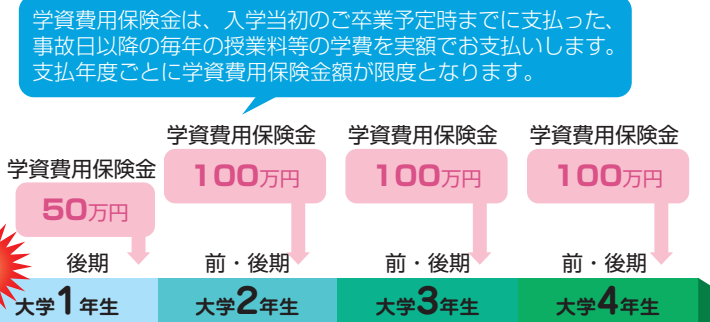 学資費用保険金は、入学当初のご卒業予定時までに支払った、
事故日以降の毎年の授業料等の学費を実額でお支払いします。
支払年度ごとに学資費用保険金額が限度となります。
学資費用保険金
50万円
後期
大学1年生
学資費用保険金
100万円
前・後期
大学2年生
学資費用保険金
100万円
前・後期
大学3年生
学資費用保険金
100万円
前・後期
大学4年生